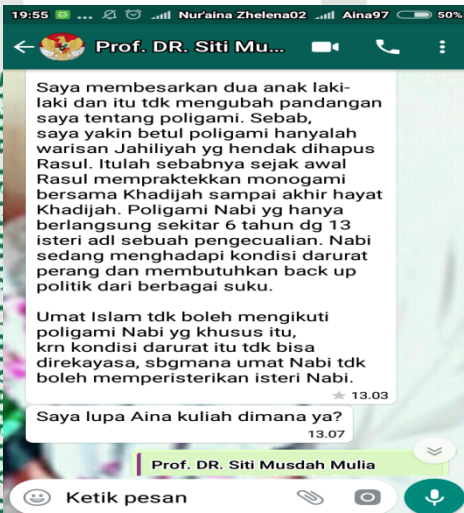 19:55 ... Nur'aina Zhelena02 Aina97 50%
Prof. DR. Siti Mu...
Saya membesarkan dua anak laki-
laki dan itu tdk mengubah pandangan
saya tentang poligami. Sebab,
saya yakin betul poligami hanyalah
warisan Jahiliyah yg hendak dihapus
Rasul. Itulah sebabnya sejak awal
Rasul mempraktekkan monogami
bersama Khadijah sampai akhir hayat
Khadijah. Poligami Nabi yg hanya
berlangsung sekitar 6 tahun dg 13
isteri adl sebuah pengecualian. Nabi
sedang menghadapi kondisi darurat
perang dan membutuhkan back up
politik dari berbagai suku.
Umat Islam tdk boleh mengikuti
poligami Nabi yg khusus itu,
krn kondisi darurat itu tdk bisa
direkayasa, sbgmana umat Nabi tdk
boleh memperisterikan isteri Nabi.
13.03
Saya lupa Aina kuliah dimana ya?
13.07
Prof. DR. Siti Musdah Mulia
Ketik pesan